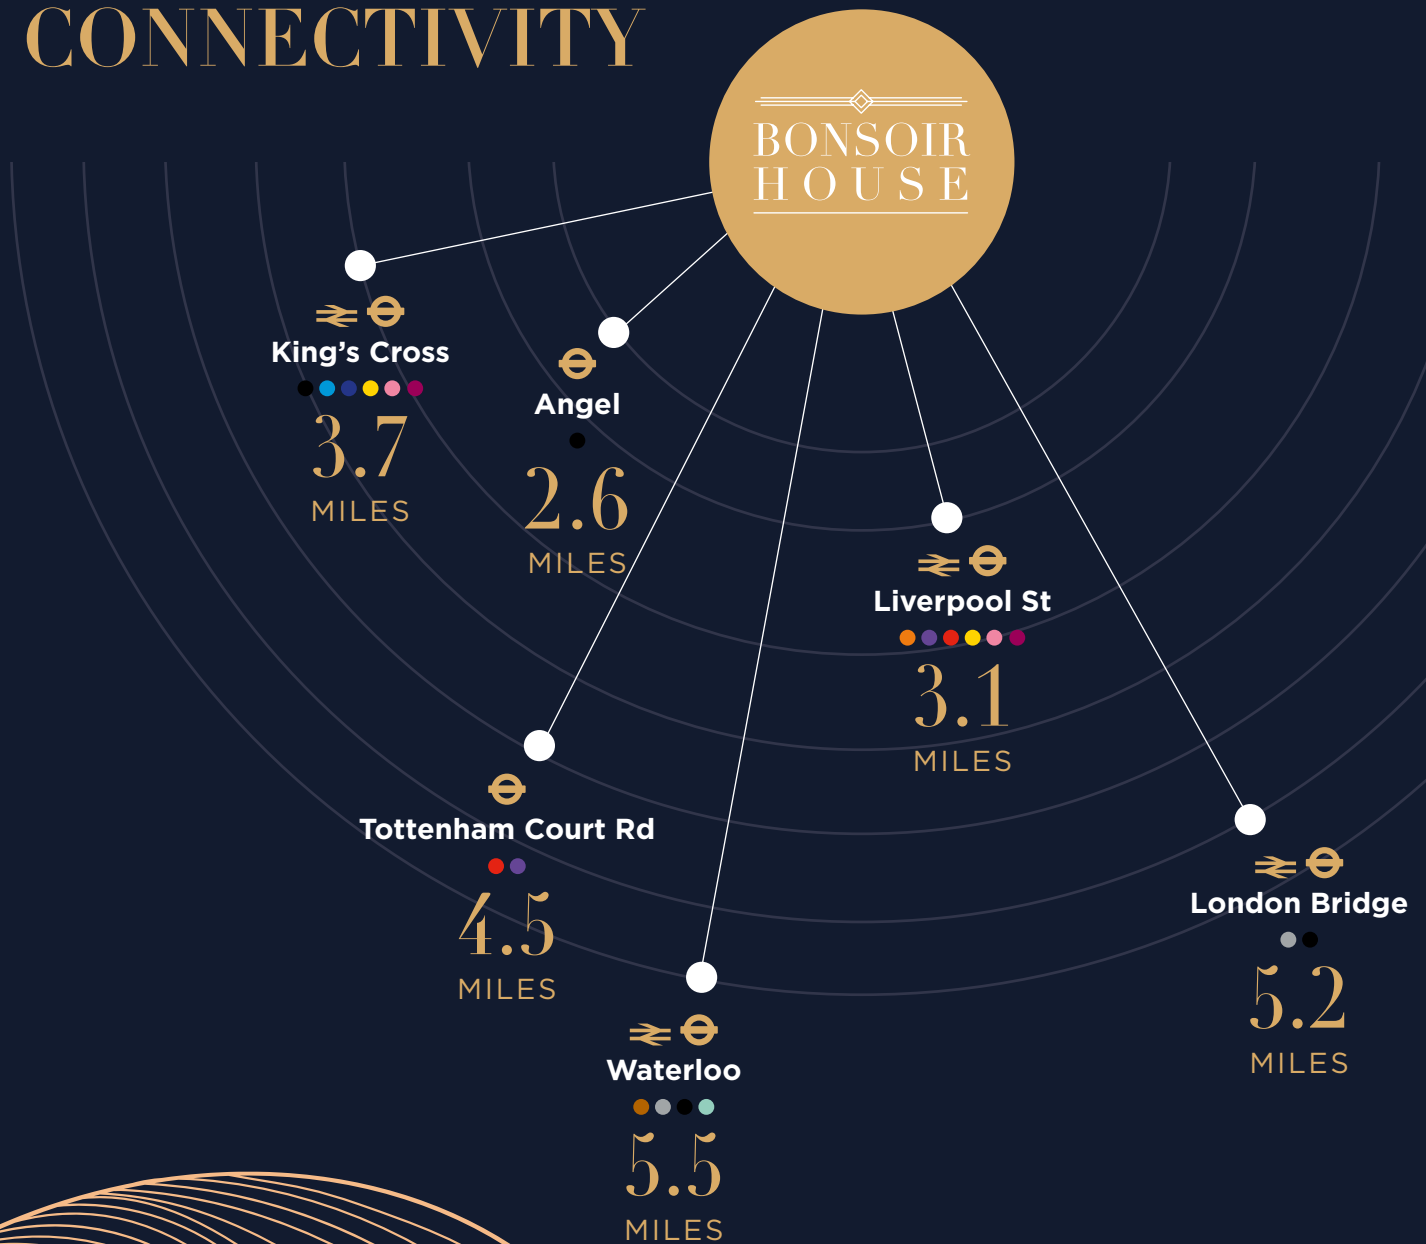 CONNECTIVITY
BONSOIR
HOUSE
King’s Cross
3.7
MILES
Angel
2.6
MILES
Liverpool St
3.1
MILES
Tottenham Court Rd
4.5
MILES
London Bridge
5.2
MILES
Waterloo
5.5
MILES